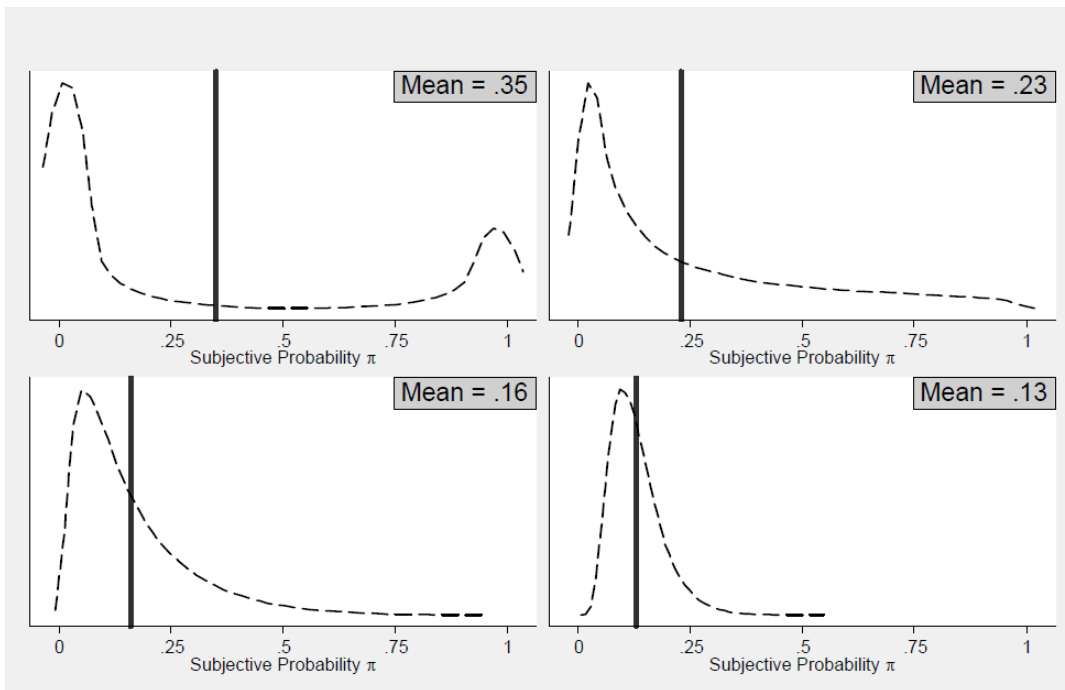 Mean = .35
0 .25 .5 .75 1
Subjective Probability π
Mean = .23
0 .25 .5 .75 1
Subjective Probability π
Mean = .16
0 .25 .5 .75 1
Subjective Probability π
Mean = .13
0 .25 .5 .75 1
Subjective Probability π